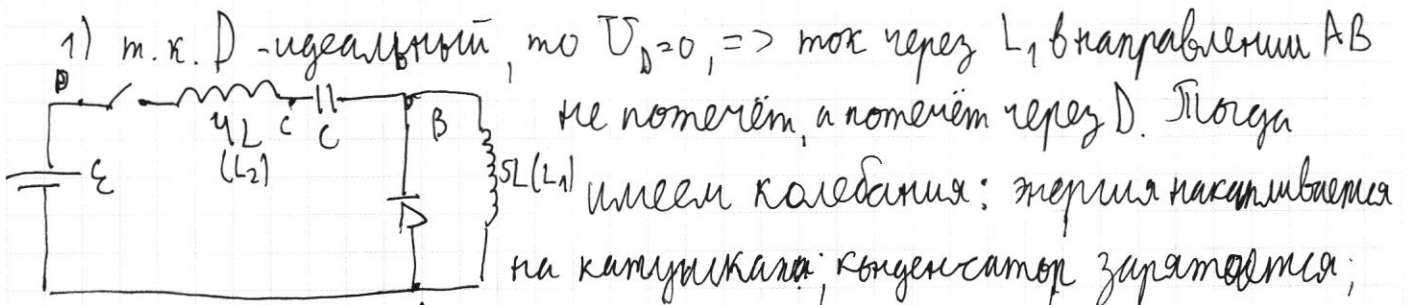 1) т.к. D -идеальный, то U_D=0, => ток через L₁ в направлении AB
не потечёт, а потечёт через D. Тогда
имеем колебания: энергия накапливается
на катушках; конденсатор заряжается;
ε
4L
(L₂)
C
C
B
D
5L(L₁)